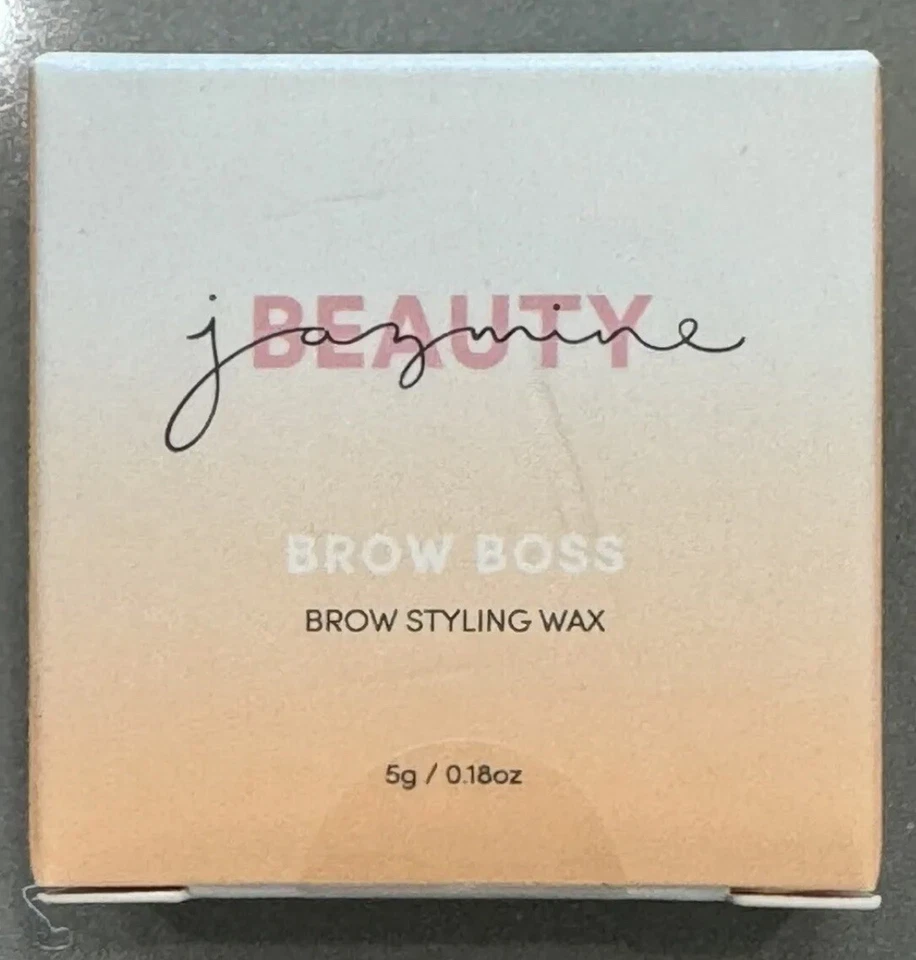 jazmine
BEAUTY
BROW BOSS
BROW STYLING WAX
5g / 0.18oz